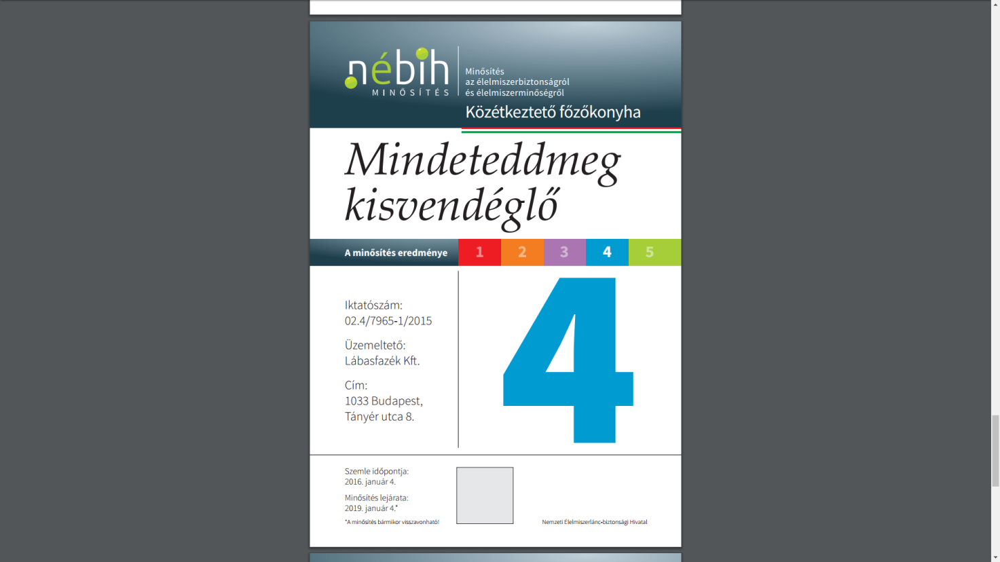 nébih
MINŐSÍTÉS
Minősítés
az élelmiszerbiztonságról
és élelmiszerminőségről
Közétkeztető főzőkonyha
Mindeteddmeg
kisvendéglő
A minősítés eredménye 1 2 3 4 5
4
Iktatószám:
02.4/7965-1/2015
Üzemeltető:
Lábasfazék Kft.
Cím:
1033 Budapest,
Tányér utca 8.
Szemle időpontja:
2016. január 4.
Minősítés lejárata:
2019. január 4.*
*A minősítés bármikor visszavonható!
Nemzeti Élelmiszerlánc-biztonsági Hivatal